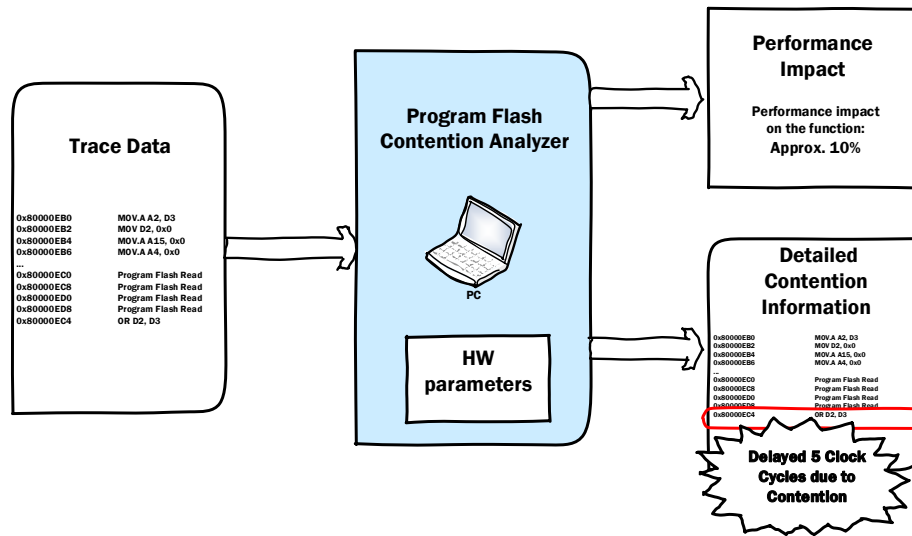 Trace Data
0x80000EB0 MOV.A A2, D3
0x80000EB2 MOV D2, 0x0
0x80000EB4 MOV.A A15, 0x0
0x80000EB6 MOV.A A4, 0x0
...
0x80000EC0 Program Flash Read
0x80000EC8 Program Flash Read
0x80000ED0 Program Flash Read
0x80000ED8 Program Flash Read
0x80000EC4 OR D2, D3
Program Flash
Contention Analyzer
PC
HW
parameters
Performance
Impact
Performance impact
on the function:
Approx. 10%
Detailed
Contention
Information
0x80000EB0 MOV.A A2, D3
0x80000EB2 MOV D2, 0x0
0x80000EB4 MOV.A A15, 0x0
0x80000EB6 MOV.A A4, 0x0
...
0x80000EC0 Program Flash Read
0x80000EC8 Program Flash Read
0x80000ED0 Program Flash Read
0x80000ED8 Program Flash Read
0x80000EC4 OR D2, D3
Delayed 5 Clock
Cycles due to
Contention